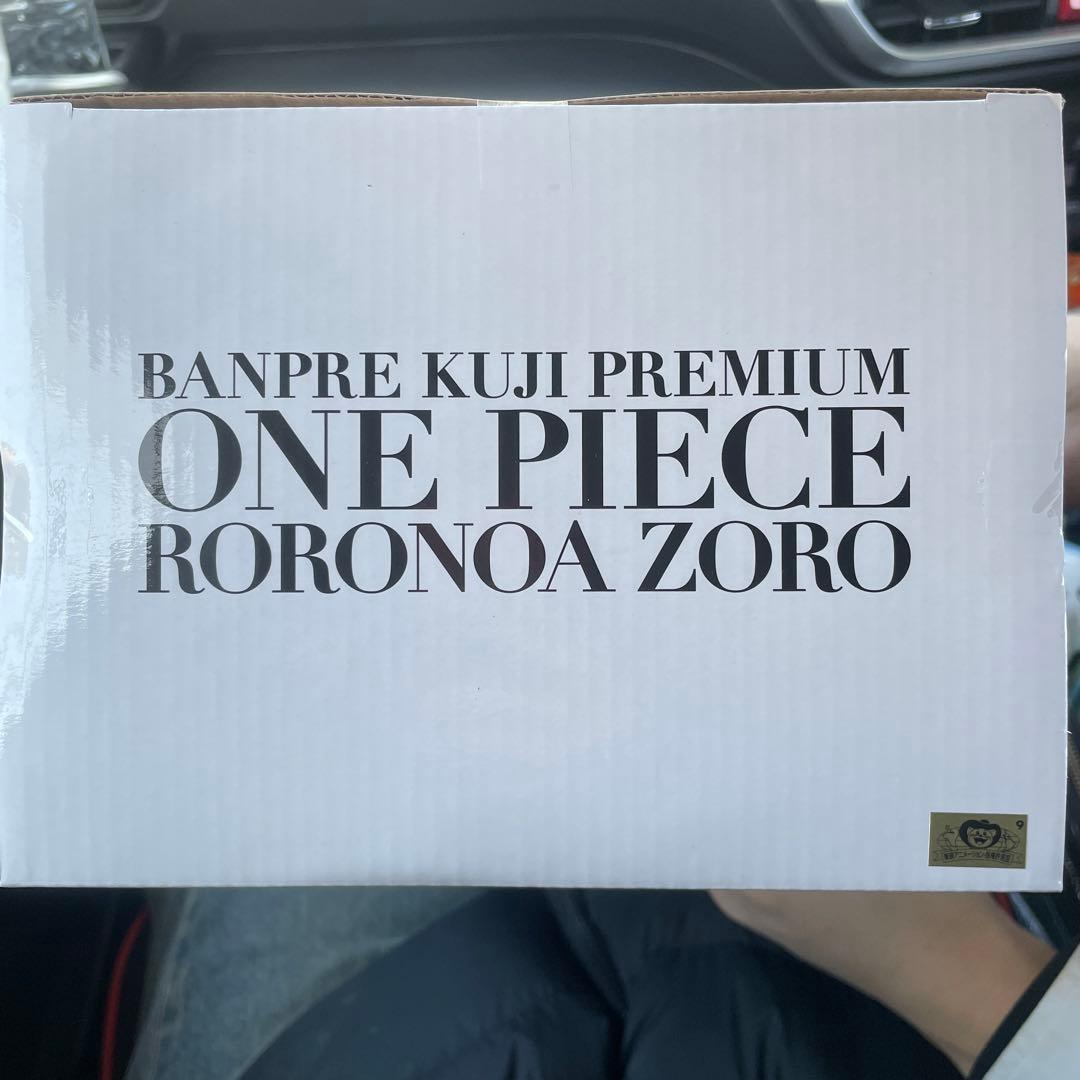 BANPRE KUJI PREMIUM
ONE PIECE
RORONOA ZORO
9